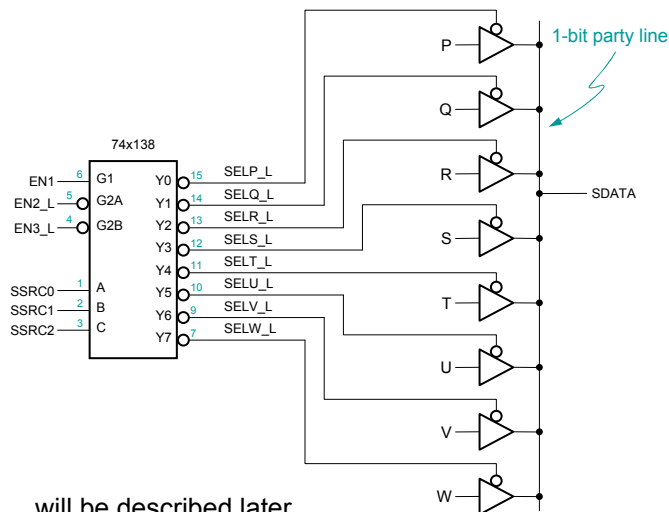 P
1-bit party line
Q
74x138
EN1 6 G1 Y0 15 SELP_L
EN2_L 5 G2A Y1 14 SELQ_L
EN3_L 4 G2B Y2 13 SELR_L
R
SDATA
Y3 12 SELS_L
S
Y4 11 SELT_L
SSRC0 1 A Y5 10 SELU_L
T
SSRC1 2 B Y6 9 SELV_L
SSRC2 3 C Y7 7 SELW_L
U
V
W
will be described later